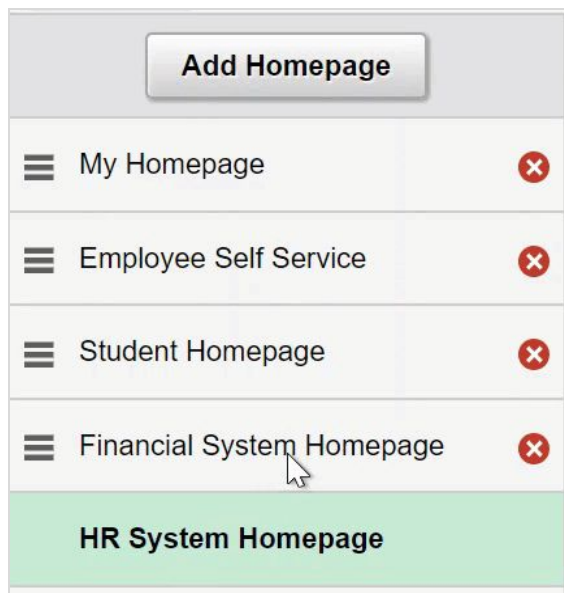 Add Homepage
My Homepage
Employee Self Service
Student Homepage
Financial System Homepage
HR System Homepage